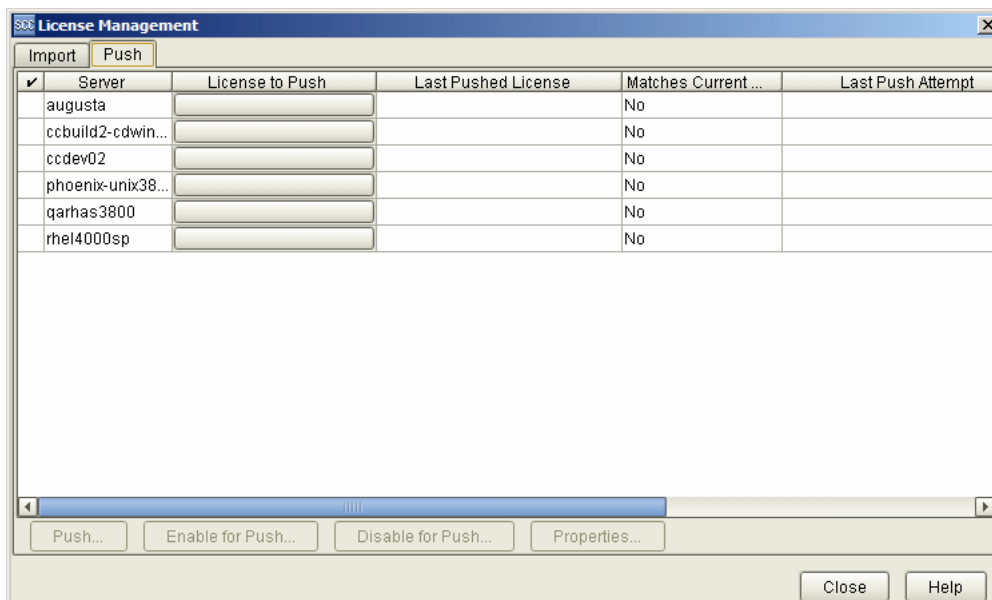 SCC License Management
Import Push
✔ Server License to Push Last Pushed License Matches Current ... Last Push Attempt
augusta No
ccbuild2-cdwin... No
ccdev02 No
phoenix-unix38... No
qarhas3800 No
rhel4000sp No
Push... Enable for Push... Disable for Push... Properties...
Close Help